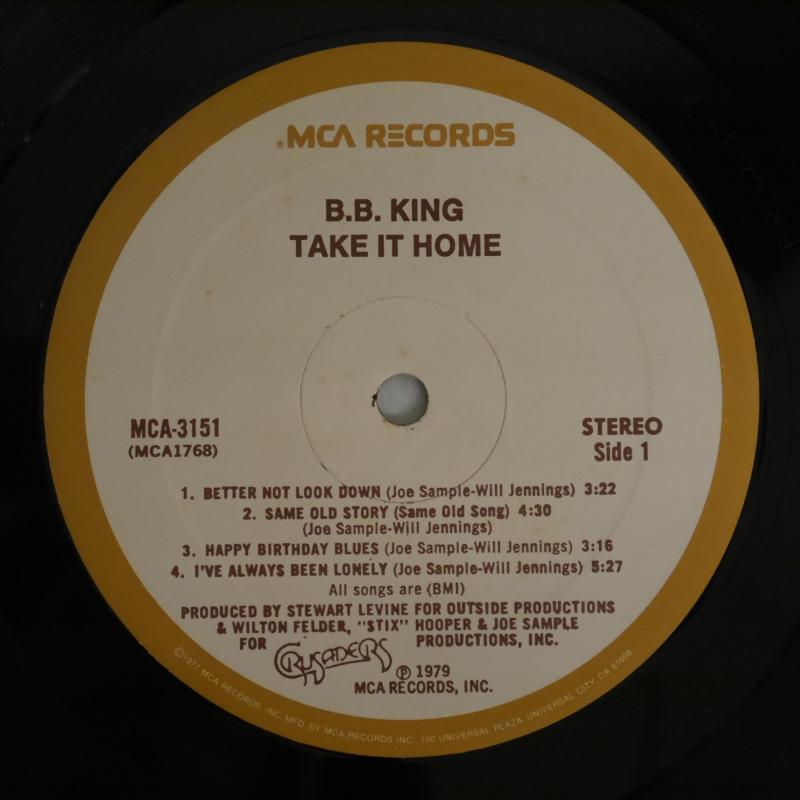 ®MCA RECORDS
B.B. KING
TAKE IT HOME
MCA-3151
(MCA1768)
STEREO
Side 1
1. BETTER NOT LOOK DOWN (Joe Sample-Will Jennings) 3:22
2. SAME OLD STORY (Same Old Song) 4:30
(Joe Sample-Will Jennings)
3. HAPPY BIRTHDAY BLUES (Joe Sample-Will Jennings) 3:16
4. I'VE ALWAYS BEEN LONELY (Joe Sample-Will Jennings) 5:27
All songs are (BMI)
PRODUCED BY STEWART LEVINE FOR OUTSIDE PRODUCTIONS
& WILTON FELDER, "STIX" HOOPER & JOE SAMPLE
FOR CRUSADERS PRODUCTIONS, INC.
Ⓟ 1979
MCA RECORDS, INC.
©1977 MCA RECORDS, INC. MFD. BY MCA RECORDS INC., 100 UNIVERSAL PLAZA, UNIVERSAL CITY, CA 91608